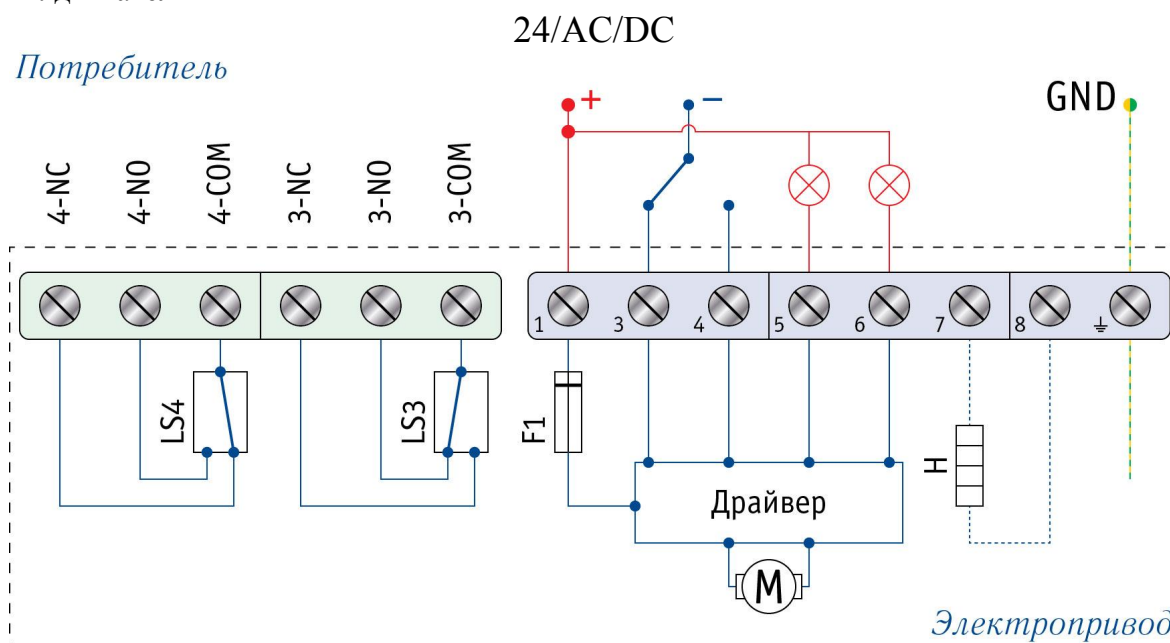 24/AC/DC
Потребитель
+
−
GND
4-NC
4-NO
4-COM
3-NC
3-NO
3-COM
1
3
4
5
6
7
8
LS4
LS3
F1
H
Драйвер
M
Электропривод